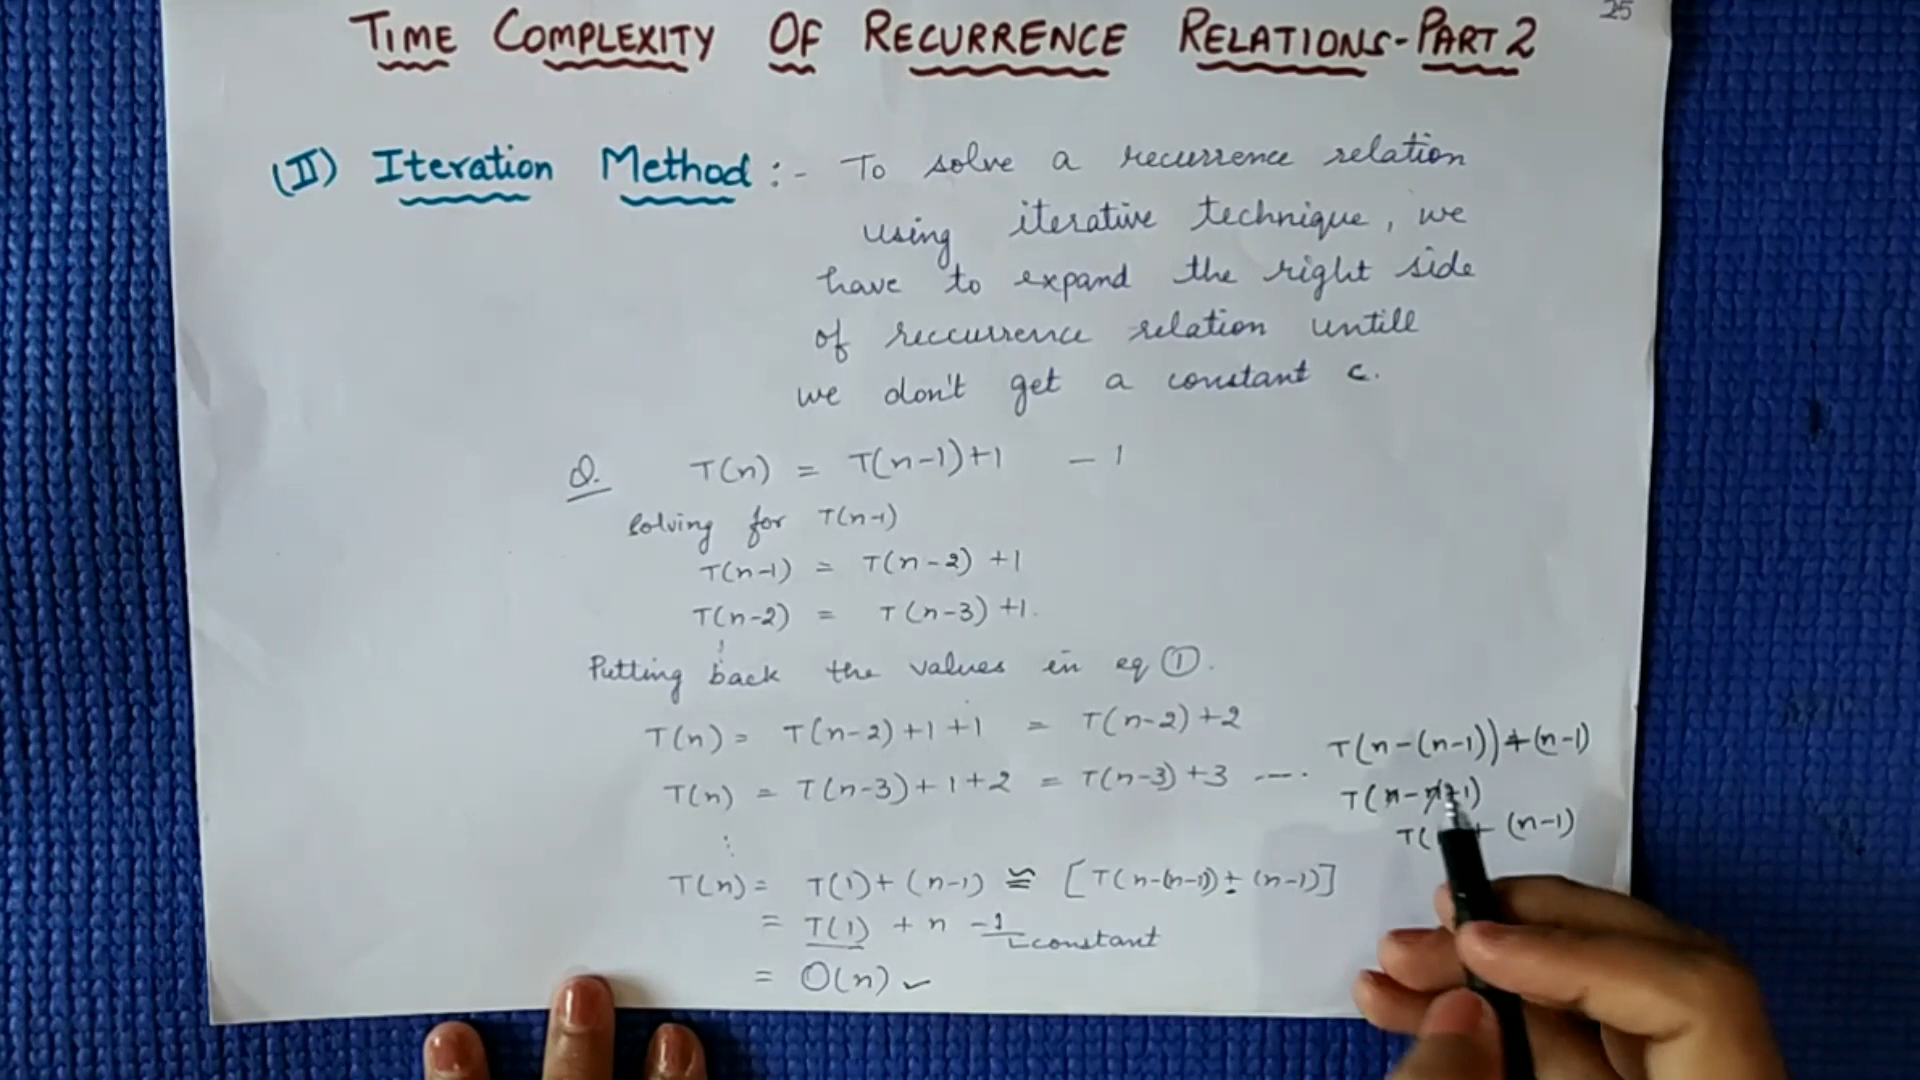 25
TIME COMPLEXITY OF RECURRENCE RELATIONS-PART 2
(II) Iteration Method :- To solve a recurrence relation
using iterative technique, we
have to expand the right side
of reccurrence relation untill
we don't get a constant c.
Q. T(n) = T(n-1)+1 — 1
Solving for T(n-1)
T(n-1) = T(n-2) +1
T(n-2) = T(n-3) +1.
Putting back the values in eq ①.
T(n) = T(n-2)+1+1 = T(n-2)+2
T(n) = T(n-3)+1+2 = T(n-3)+3 ----
T(n-(n-1))+(n-1)
T(n-n+1)
T( + (n-1)
⋮
T(n) = T(1)+(n-1) ≌ [T(n-(n-1))+(n-1)]
= T(1) + n -1 constant
= O(n) ✓